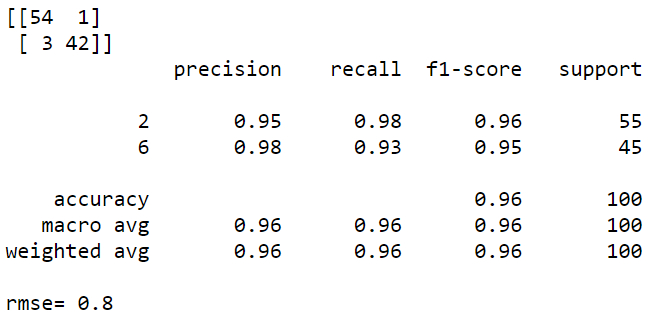 [[54  1]
 [ 3 42]]
              precision    recall  f1-score   support

           2       0.95      0.98      0.96        55
           6       0.98      0.93      0.95        45

    accuracy                           0.96       100
   macro avg       0.96      0.96      0.96       100
weighted avg       0.96      0.96      0.96       100

rmse= 0.8